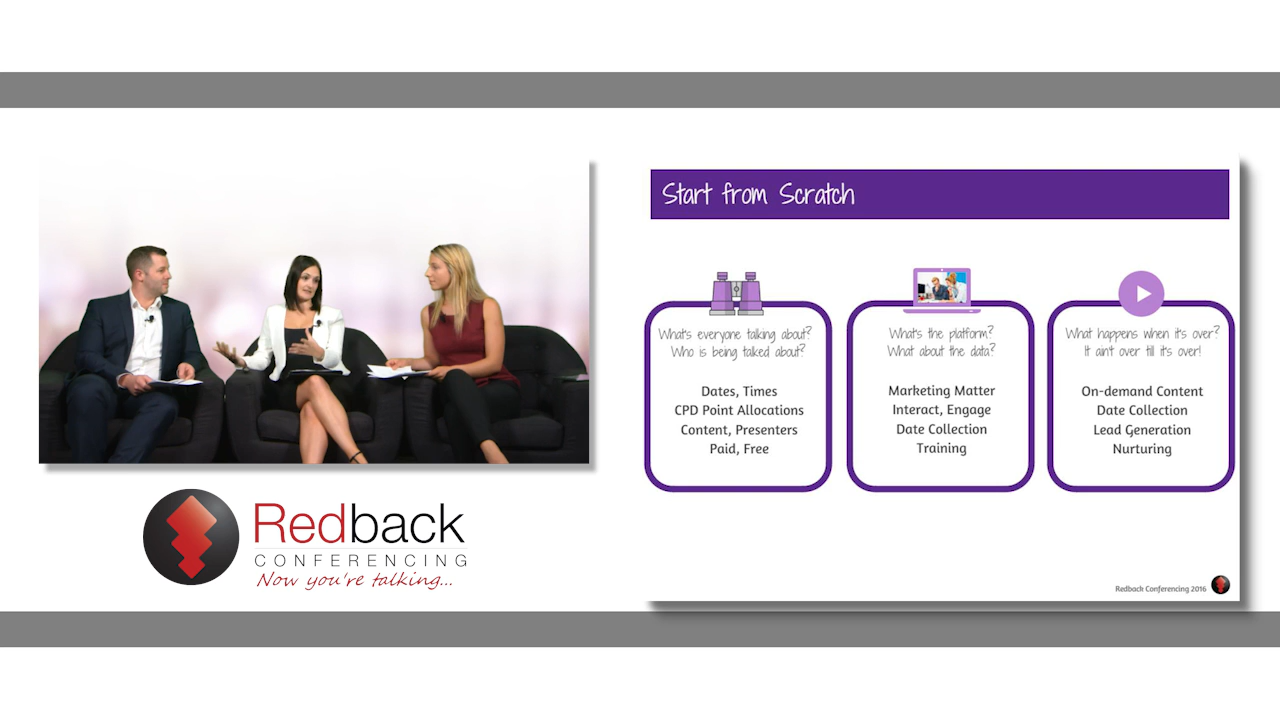 Start from Scratch
What's everyone talking about?
Who is being talked about?
Dates, Times
CPD Point Allocations
Content, Presenters
Paid, Free
What's the platform?
What about the data?
Marketing Matter
Interact, Engage
Date Collection
Training
What happens when it's over?
It ain't over till it's over!
On-demand Content
Date Collection
Lead Generation
Nurturing
Redback
CONFERENCING
Now you're talking...
Redback Conferencing 2016